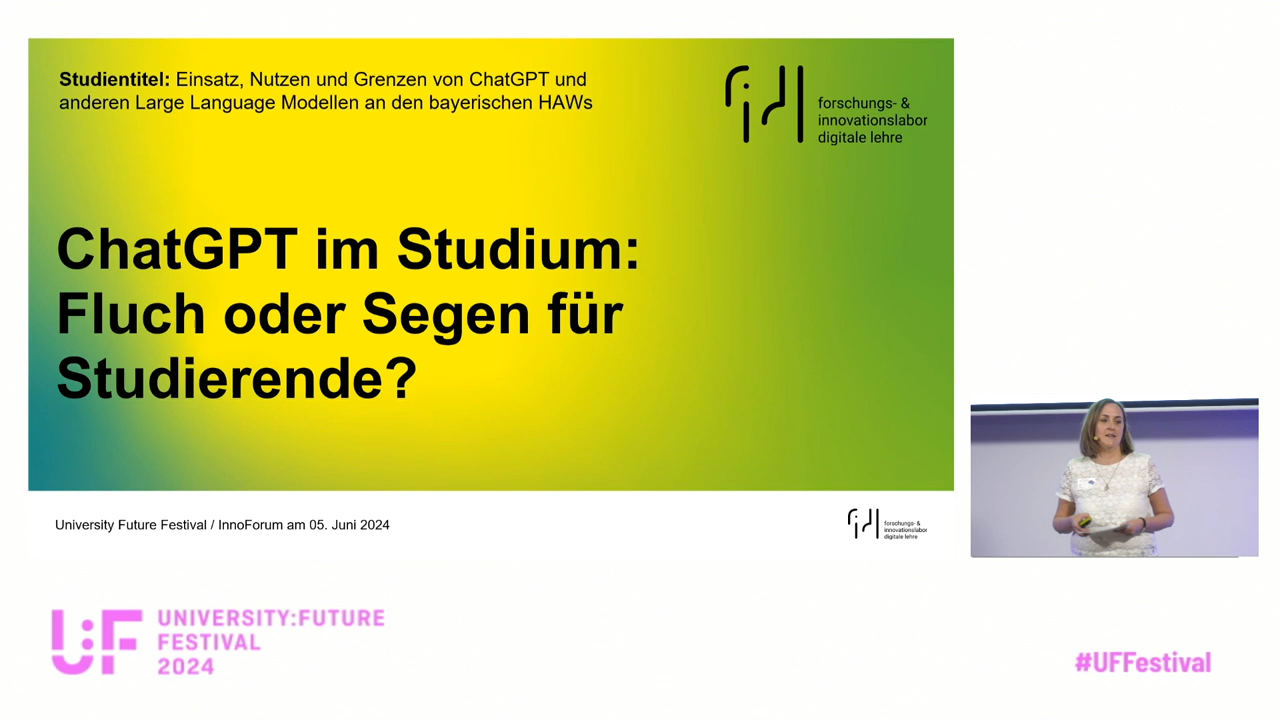 Studientitel: Einsatz, Nutzen und Grenzen von ChatGPT und
anderen Large Language Modellen an den bayerischen HAWs
fidl
forschungs- &
innovationslabor
digitale lehre
ChatGPT im Studium:
Fluch oder Segen für
Studierende?
University Future Festival / InnoForum am 05. Juni 2024
fidl
forschungs- &
innovationslabor
digitale lehre
U:F
UNIVERSITY:FUTURE
FESTIVAL
2024
#UFFestival